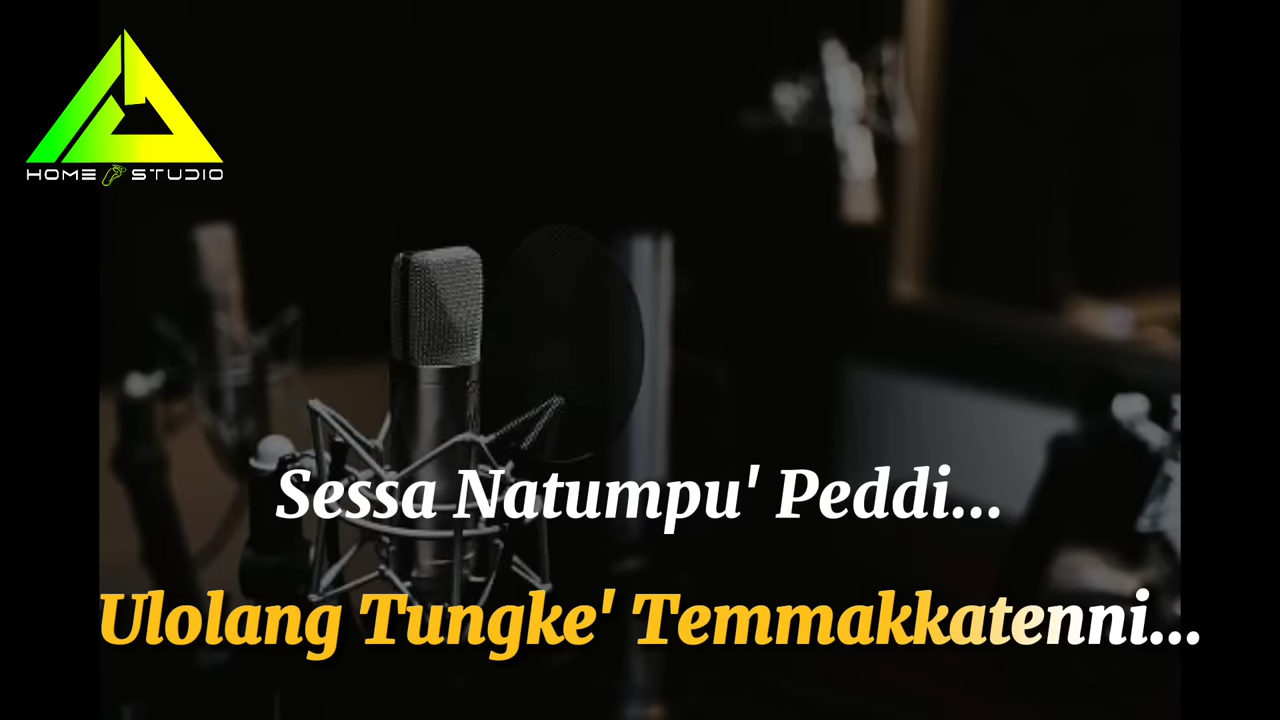 HOME STUDIO
Sessa Natumpu' Peddi...
Ulolang Tungke' Temmakkatenni...